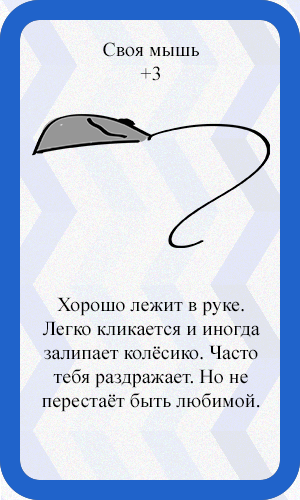 Своя мышь
+3
Хорошо лежит в руке.
Легко кликается и иногда
залипает колёсико. Часто
тебя раздражает. Но не
перестаёт быть любимой.